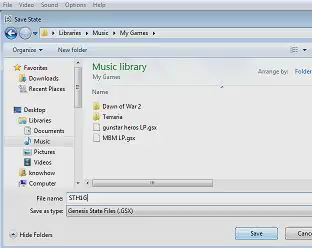 File Video Sound Options Help
Save State
Libraries Music My Games
Organize New folder
Favorites
Downloads
Recent Places
Desktop
Libraries
Documents
Music
Pictures
Videos
knowhow
Computer
Music library
My Games
Arrange by: Folder
Name
Dawn of War 2
Terraria
gunstar heros LP.gsx
MBM LP.gsx
File name: STH1G
Save as type: Genesis State Files (.GSX)
Hide Folders
Save
Canc